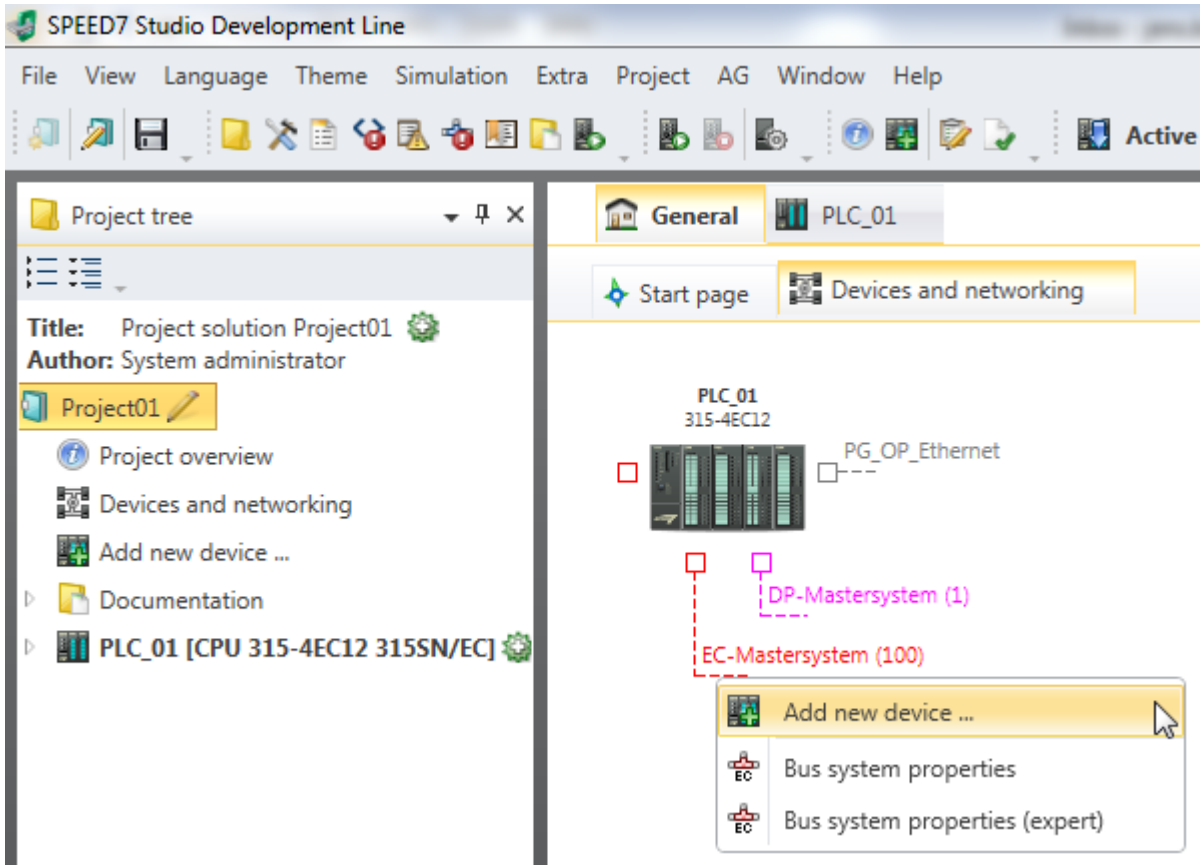 SPEED7 Studio Development Line
File View Language Theme Simulation Extra Project AG Window Help
Active
Project tree
Title: Project solution Project01
Author: System administrator
Project01
Project overview
Devices and networking
Add new device ...
Documentation
PLC_01 [CPU 315-4EC12 315SN/EC]
General PLC_01
Start page Devices and networking
PLC_01
315-4EC12
PG_OP_Ethernet
DP-Mastersystem (1)
EC-Mastersystem (100)
Add new device ...
EC Bus system properties
EC Bus system properties (expert)